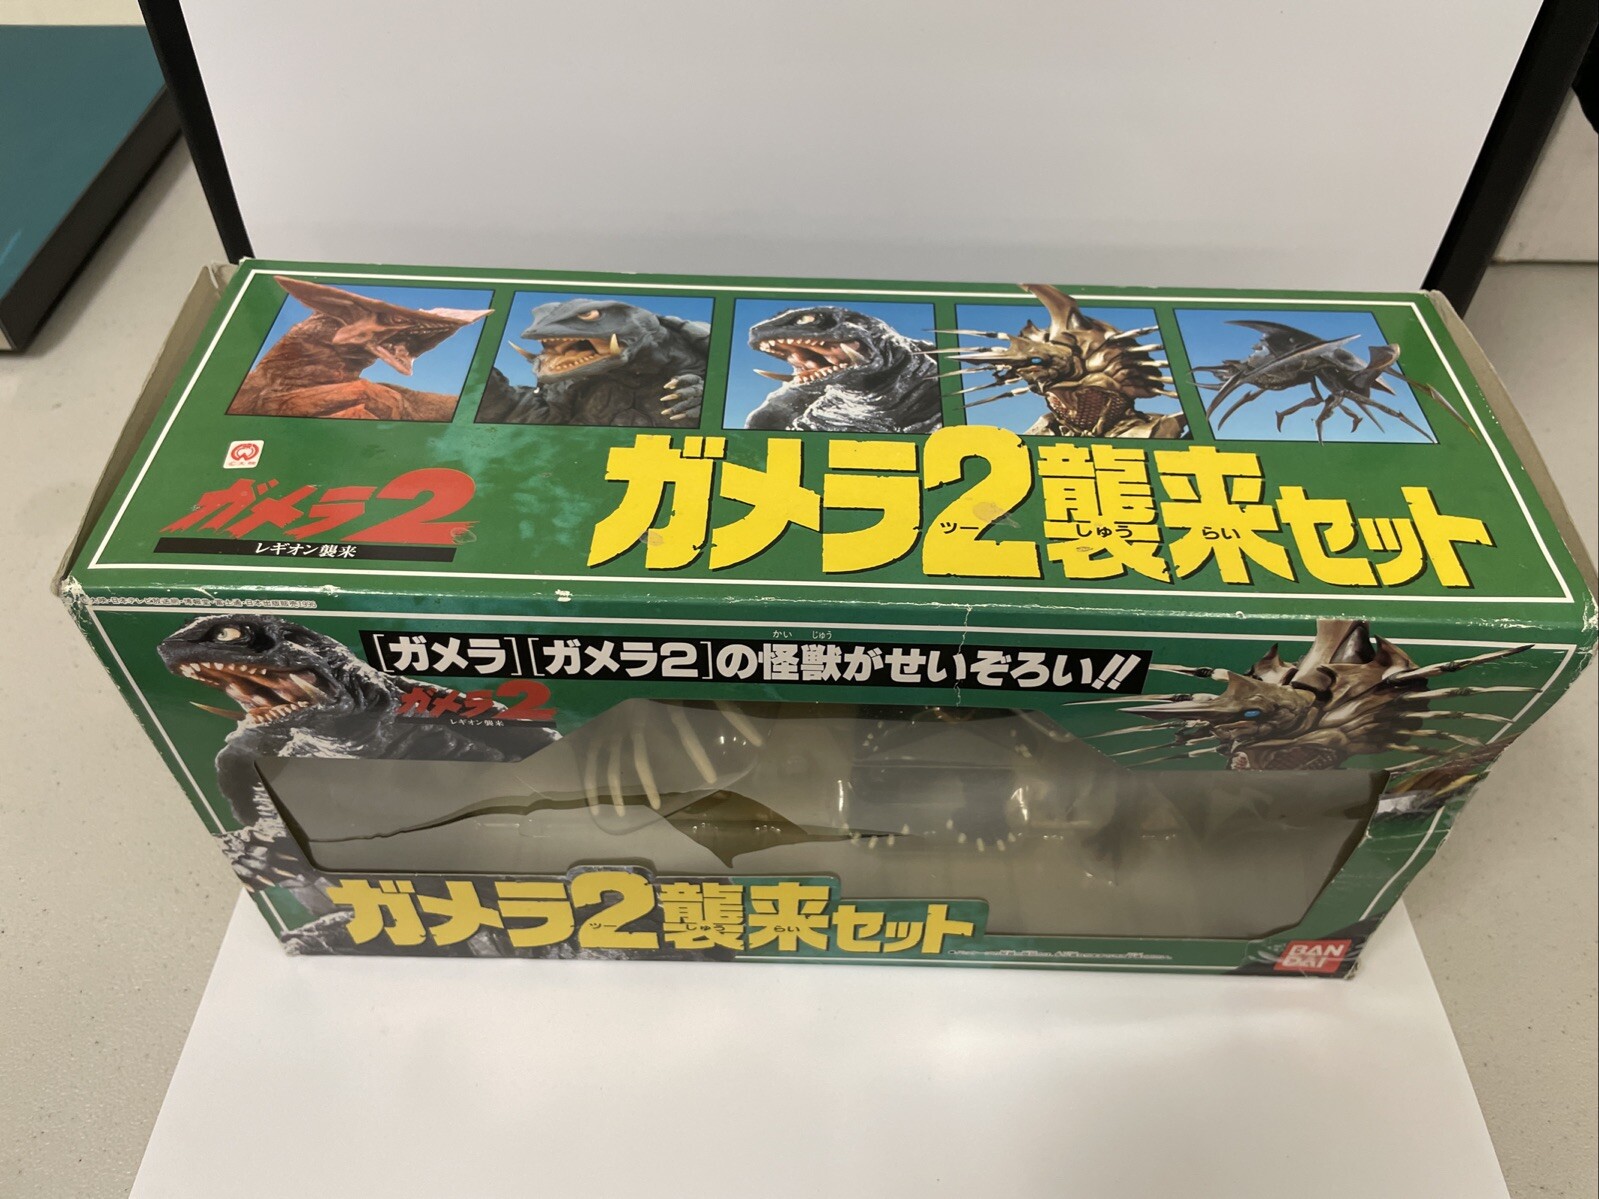 ガメラ2
レギオン襲来
ガメラ2襲来セット
ツー しゅう らい
かい じゅう
[ガメラ][ガメラ2]の怪獣がせいぞろい!!
ガメラ2
レギオン襲来
ガメラ2襲来セット
ツー しゅう らい
BAN
DAI